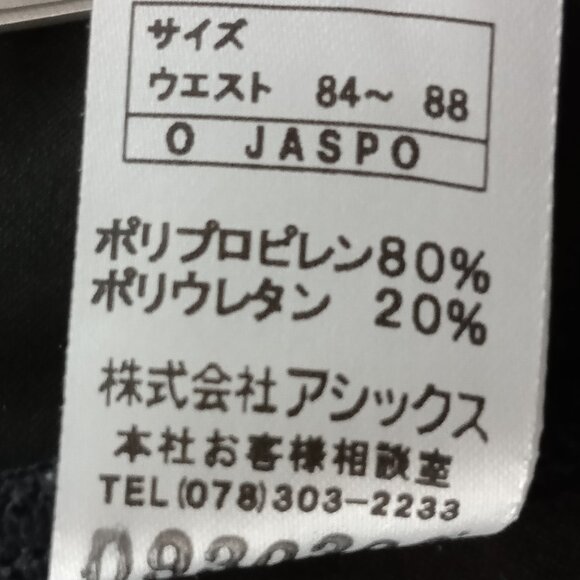 サイズ
ウエスト 84～ 88
O JASPO
ポリプロピレン80%
ポリウレタン 20%
株式会社アシックス
本社お客様相談室
TEL(078)303-2233